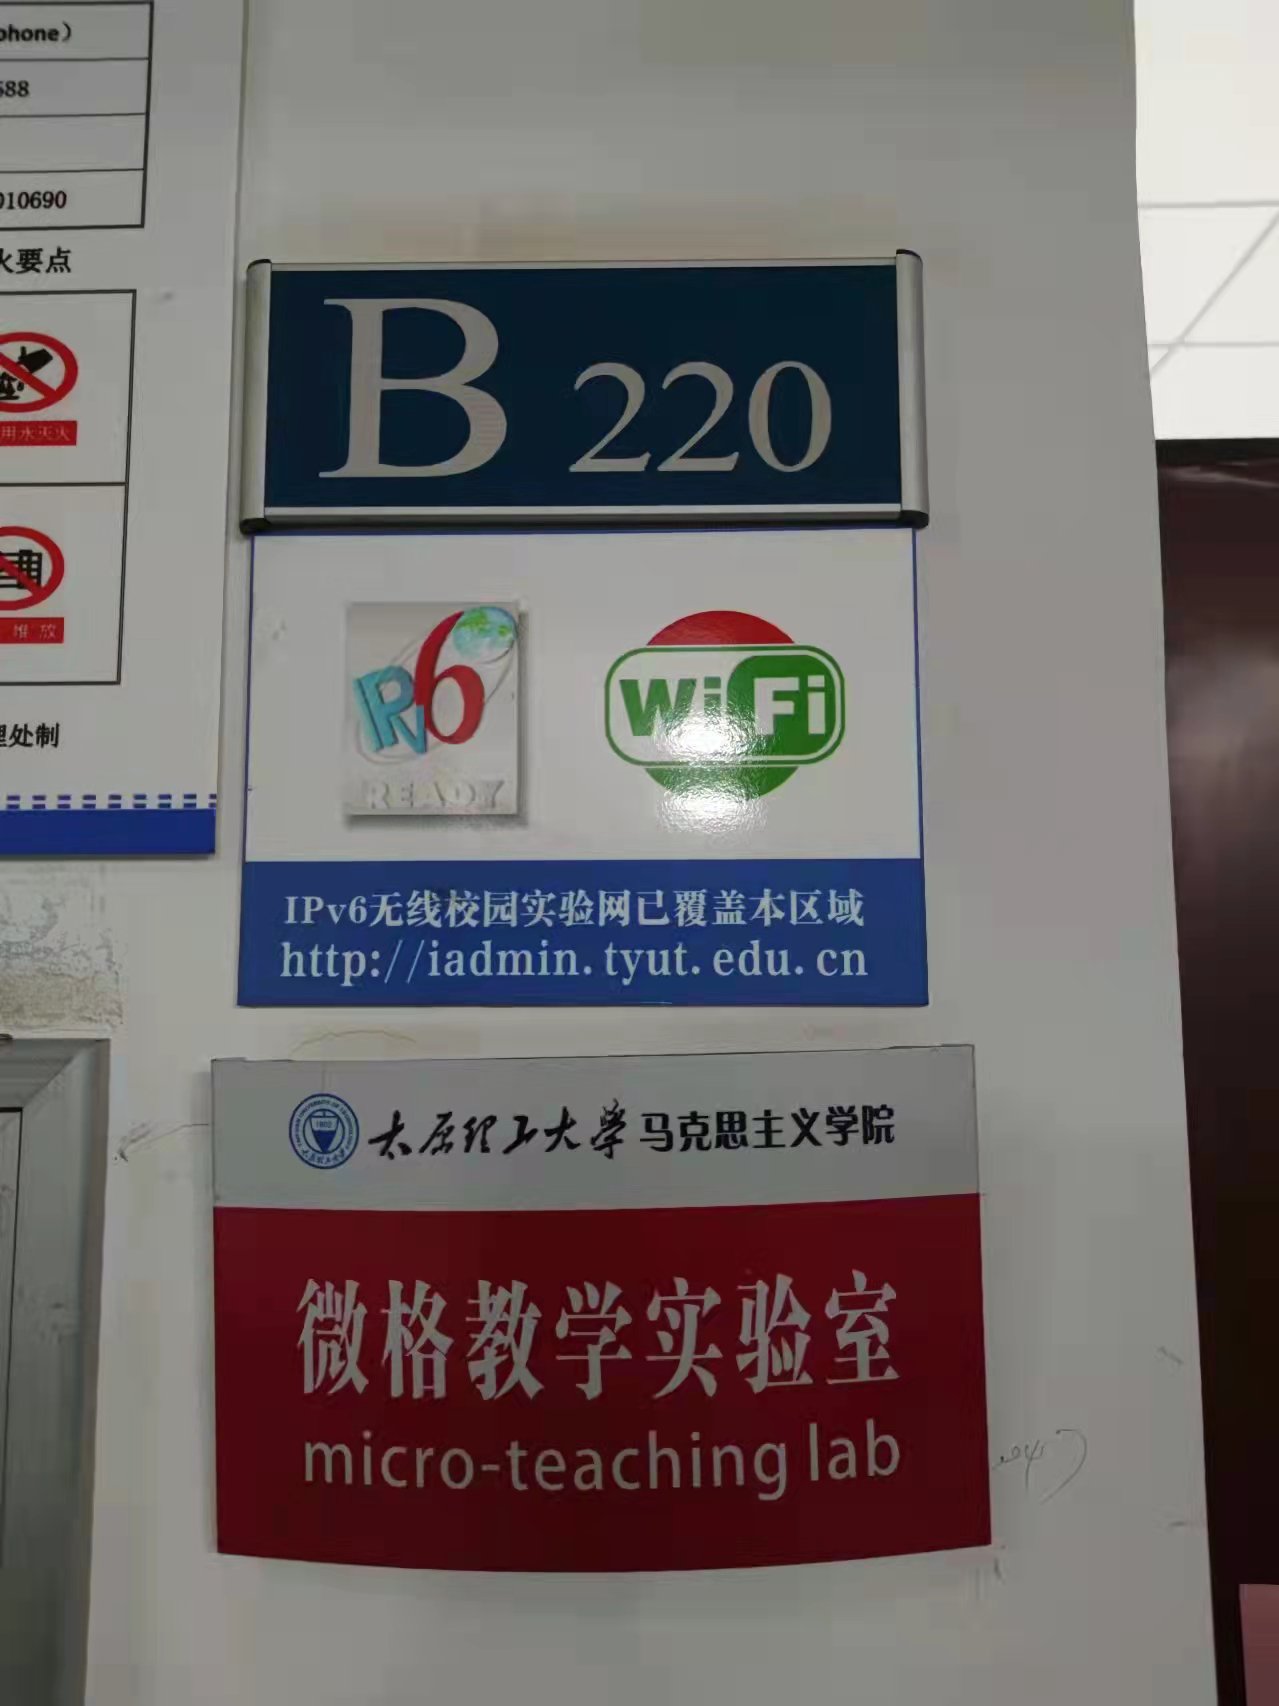 phone）
688
010690
火要点
用水灭火
堆放
理处制
B 220
IPv6
READY
WiFi
IPv6无线校园实验网已覆盖本区域
http://iadmin.tyut.edu.cn
太原理工大学 马克思主义学院
微格教学实验室
micro-teaching lab